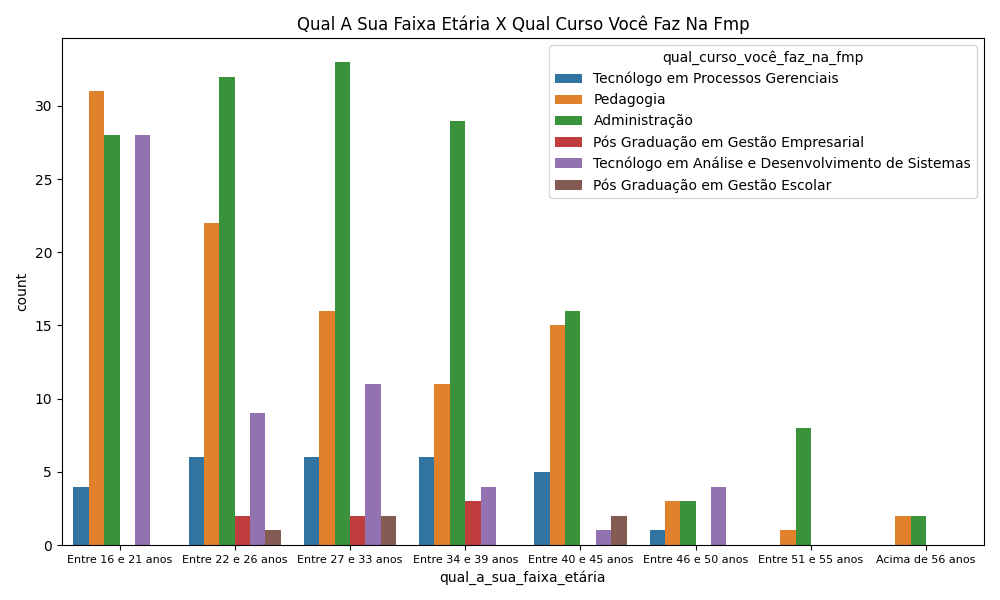 Qual A Sua Faixa Etária X Qual Curso Você Faz Na Fmp
qual_curso_você_faz_na_fmp
Tecnólogo em Processos Gerenciais
Pedagogia
Administração
Pós Graduação em Gestão Empresarial
Tecnólogo em Análise e Desenvolvimento de Sistemas
Pós Graduação em Gestão Escolar
count
30
25
20
15
10
5
0
Entre 16 e 21 anos Entre 22 e 26 anos Entre 27 e 33 anos Entre 34 e 39 anos Entre 40 e 45 anos Entre 46 e 50 anos Entre 51 e 55 anos Acima de 56 anos
qual_a_sua_faixa_etária